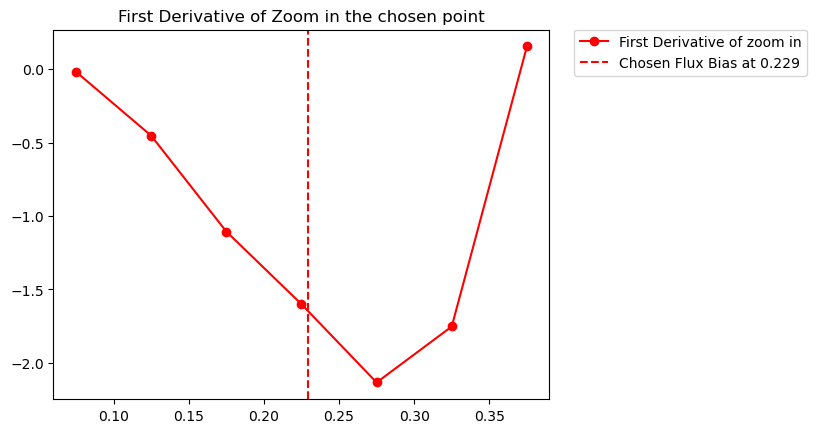 First Derivative of Zoom in the chosen point
First Derivative of zoom in
Chosen Flux Bias at 0.229
0.0
−0.5
−1.0
−1.5
−2.0
0.10 0.15 0.20 0.25 0.30 0.35